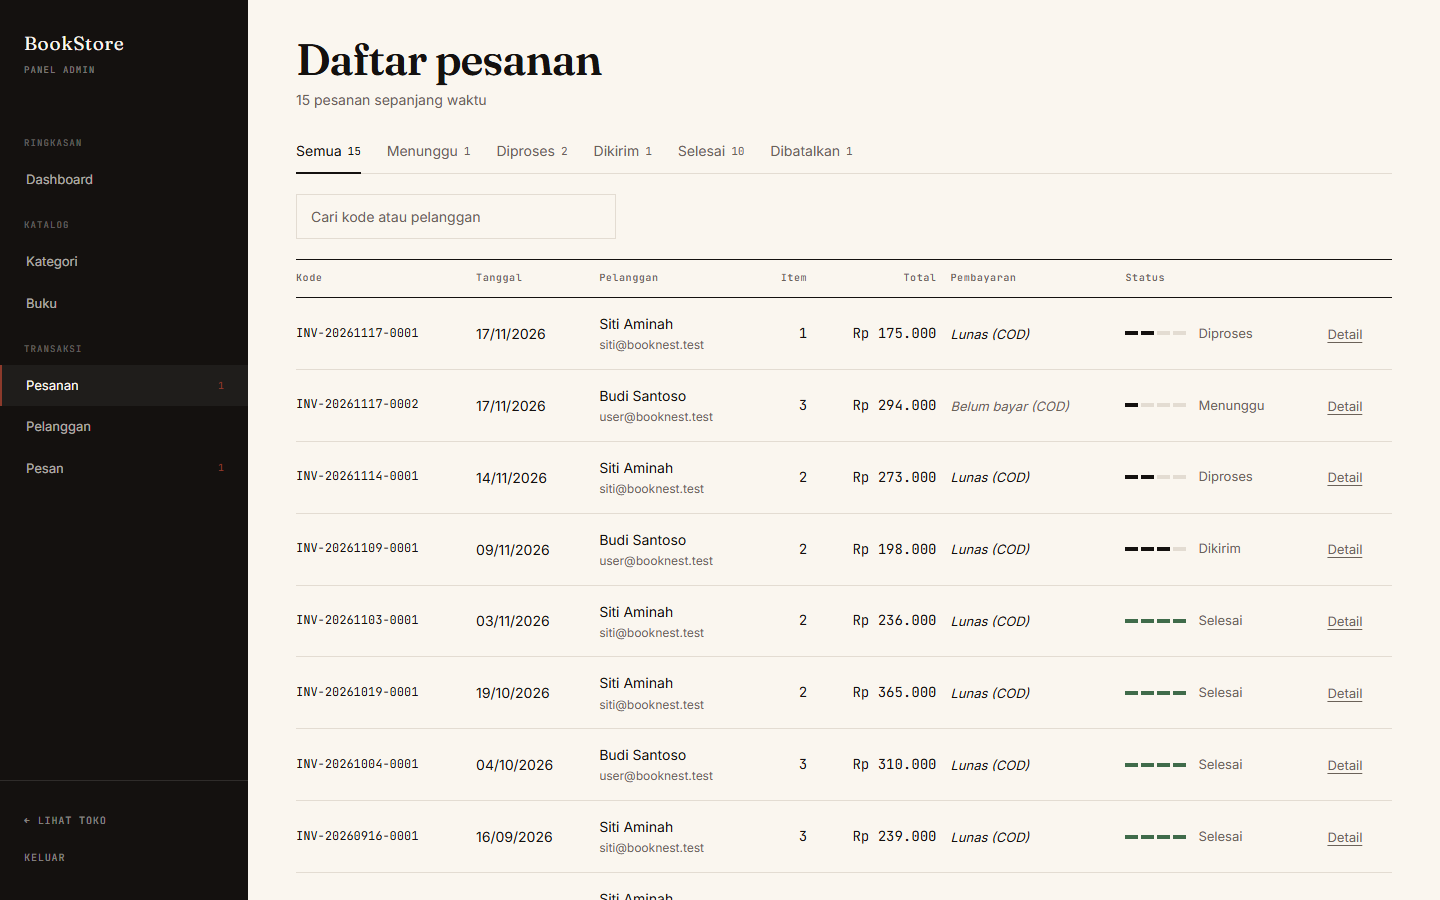 BookStore
PANEL ADMIN
RINGKASAN
Dashboard
KATALOG
Kategori
Buku
TRANSAKSI
Pesanan 1
Pelanggan
Pesan 1
← LIHAT TOKO
KELUAR
Daftar pesanan
15 pesanan sepanjang waktu
Semua 15 Menunggu 1 Diproses 2 Dikirim 1 Selesai 10 Dibatalkan 1
Cari kode atau pelanggan
Kode Tanggal Pelanggan Item Total Pembayaran Status
INV-20261117-0001 17/11/2026 Siti Aminah 1 Rp 175.000 Lunas (COD) Diproses Detail
siti@booknest.test
INV-20261117-0002 17/11/2026 Budi Santoso 3 Rp 294.000 Belum bayar (COD) Menunggu Detail
user@booknest.test
INV-20261114-0001 14/11/2026 Siti Aminah 2 Rp 273.000 Lunas (COD) Diproses Detail
siti@booknest.test
INV-20261109-0001 09/11/2026 Budi Santoso 2 Rp 198.000 Lunas (COD) Dikirim Detail
user@booknest.test
INV-20261103-0001 03/11/2026 Siti Aminah 2 Rp 236.000 Lunas (COD) Selesai Detail
siti@booknest.test
INV-20261019-0001 19/10/2026 Siti Aminah 2 Rp 365.000 Lunas (COD) Selesai Detail
siti@booknest.test
INV-20261004-0001 04/10/2026 Budi Santoso 3 Rp 310.000 Lunas (COD) Selesai Detail
user@booknest.test
INV-20260916-0001 16/09/2026 Siti Aminah 3 Rp 239.000 Lunas (COD) Selesai Detail
siti@booknest.test
Siti Aminah